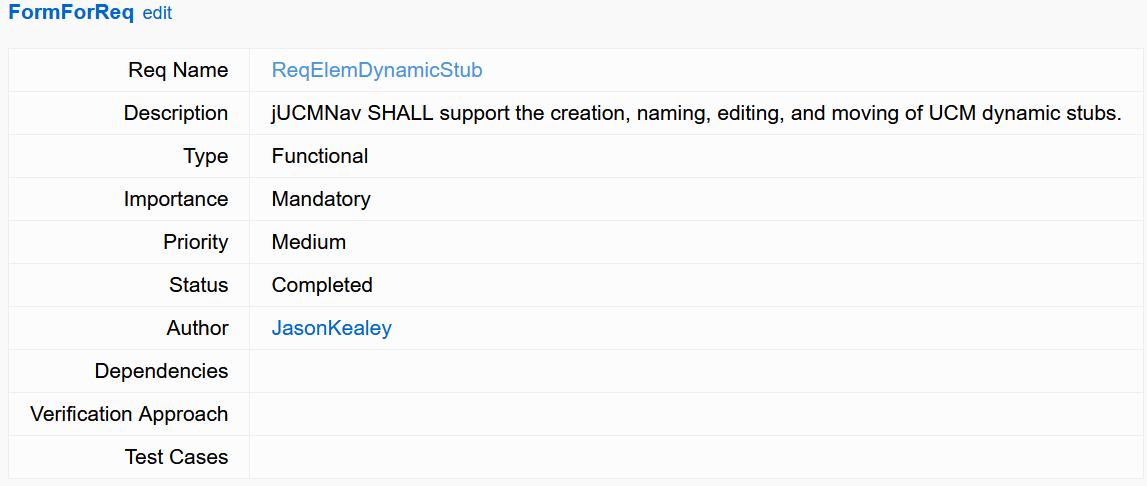 FormForReq edit
Req Name ReqElemDynamicStub
Description jUCMNav SHALL support the creation, naming, editing, and moving of UCM dynamic stubs.
Type Functional
Importance Mandatory
Priority Medium
Status Completed
Author JasonKealey
Dependencies
Verification Approach
Test Cases